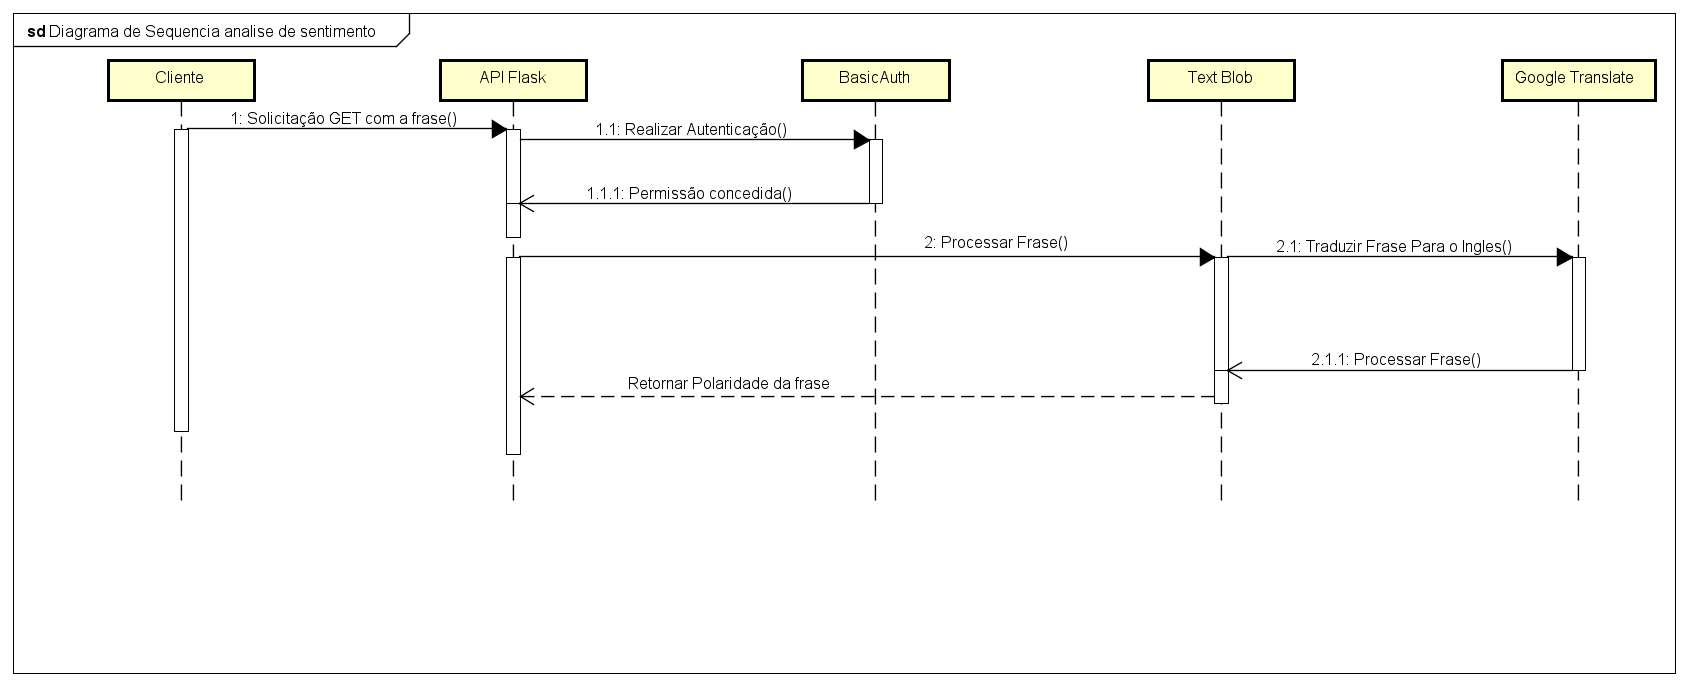 sd Diagrama de Sequencia analise de sentimento
Cliente
API Flask
BasicAuth
Text Blob
Google Translate
1: Solicitação GET com a frase()
1.1: Realizar Autenticação()
1.1.1: Permissão concedida()
2: Processar Frase()
2.1: Traduzir Frase Para o Ingles()
2.1.1: Processar Frase()
Retornar Polaridade da frase